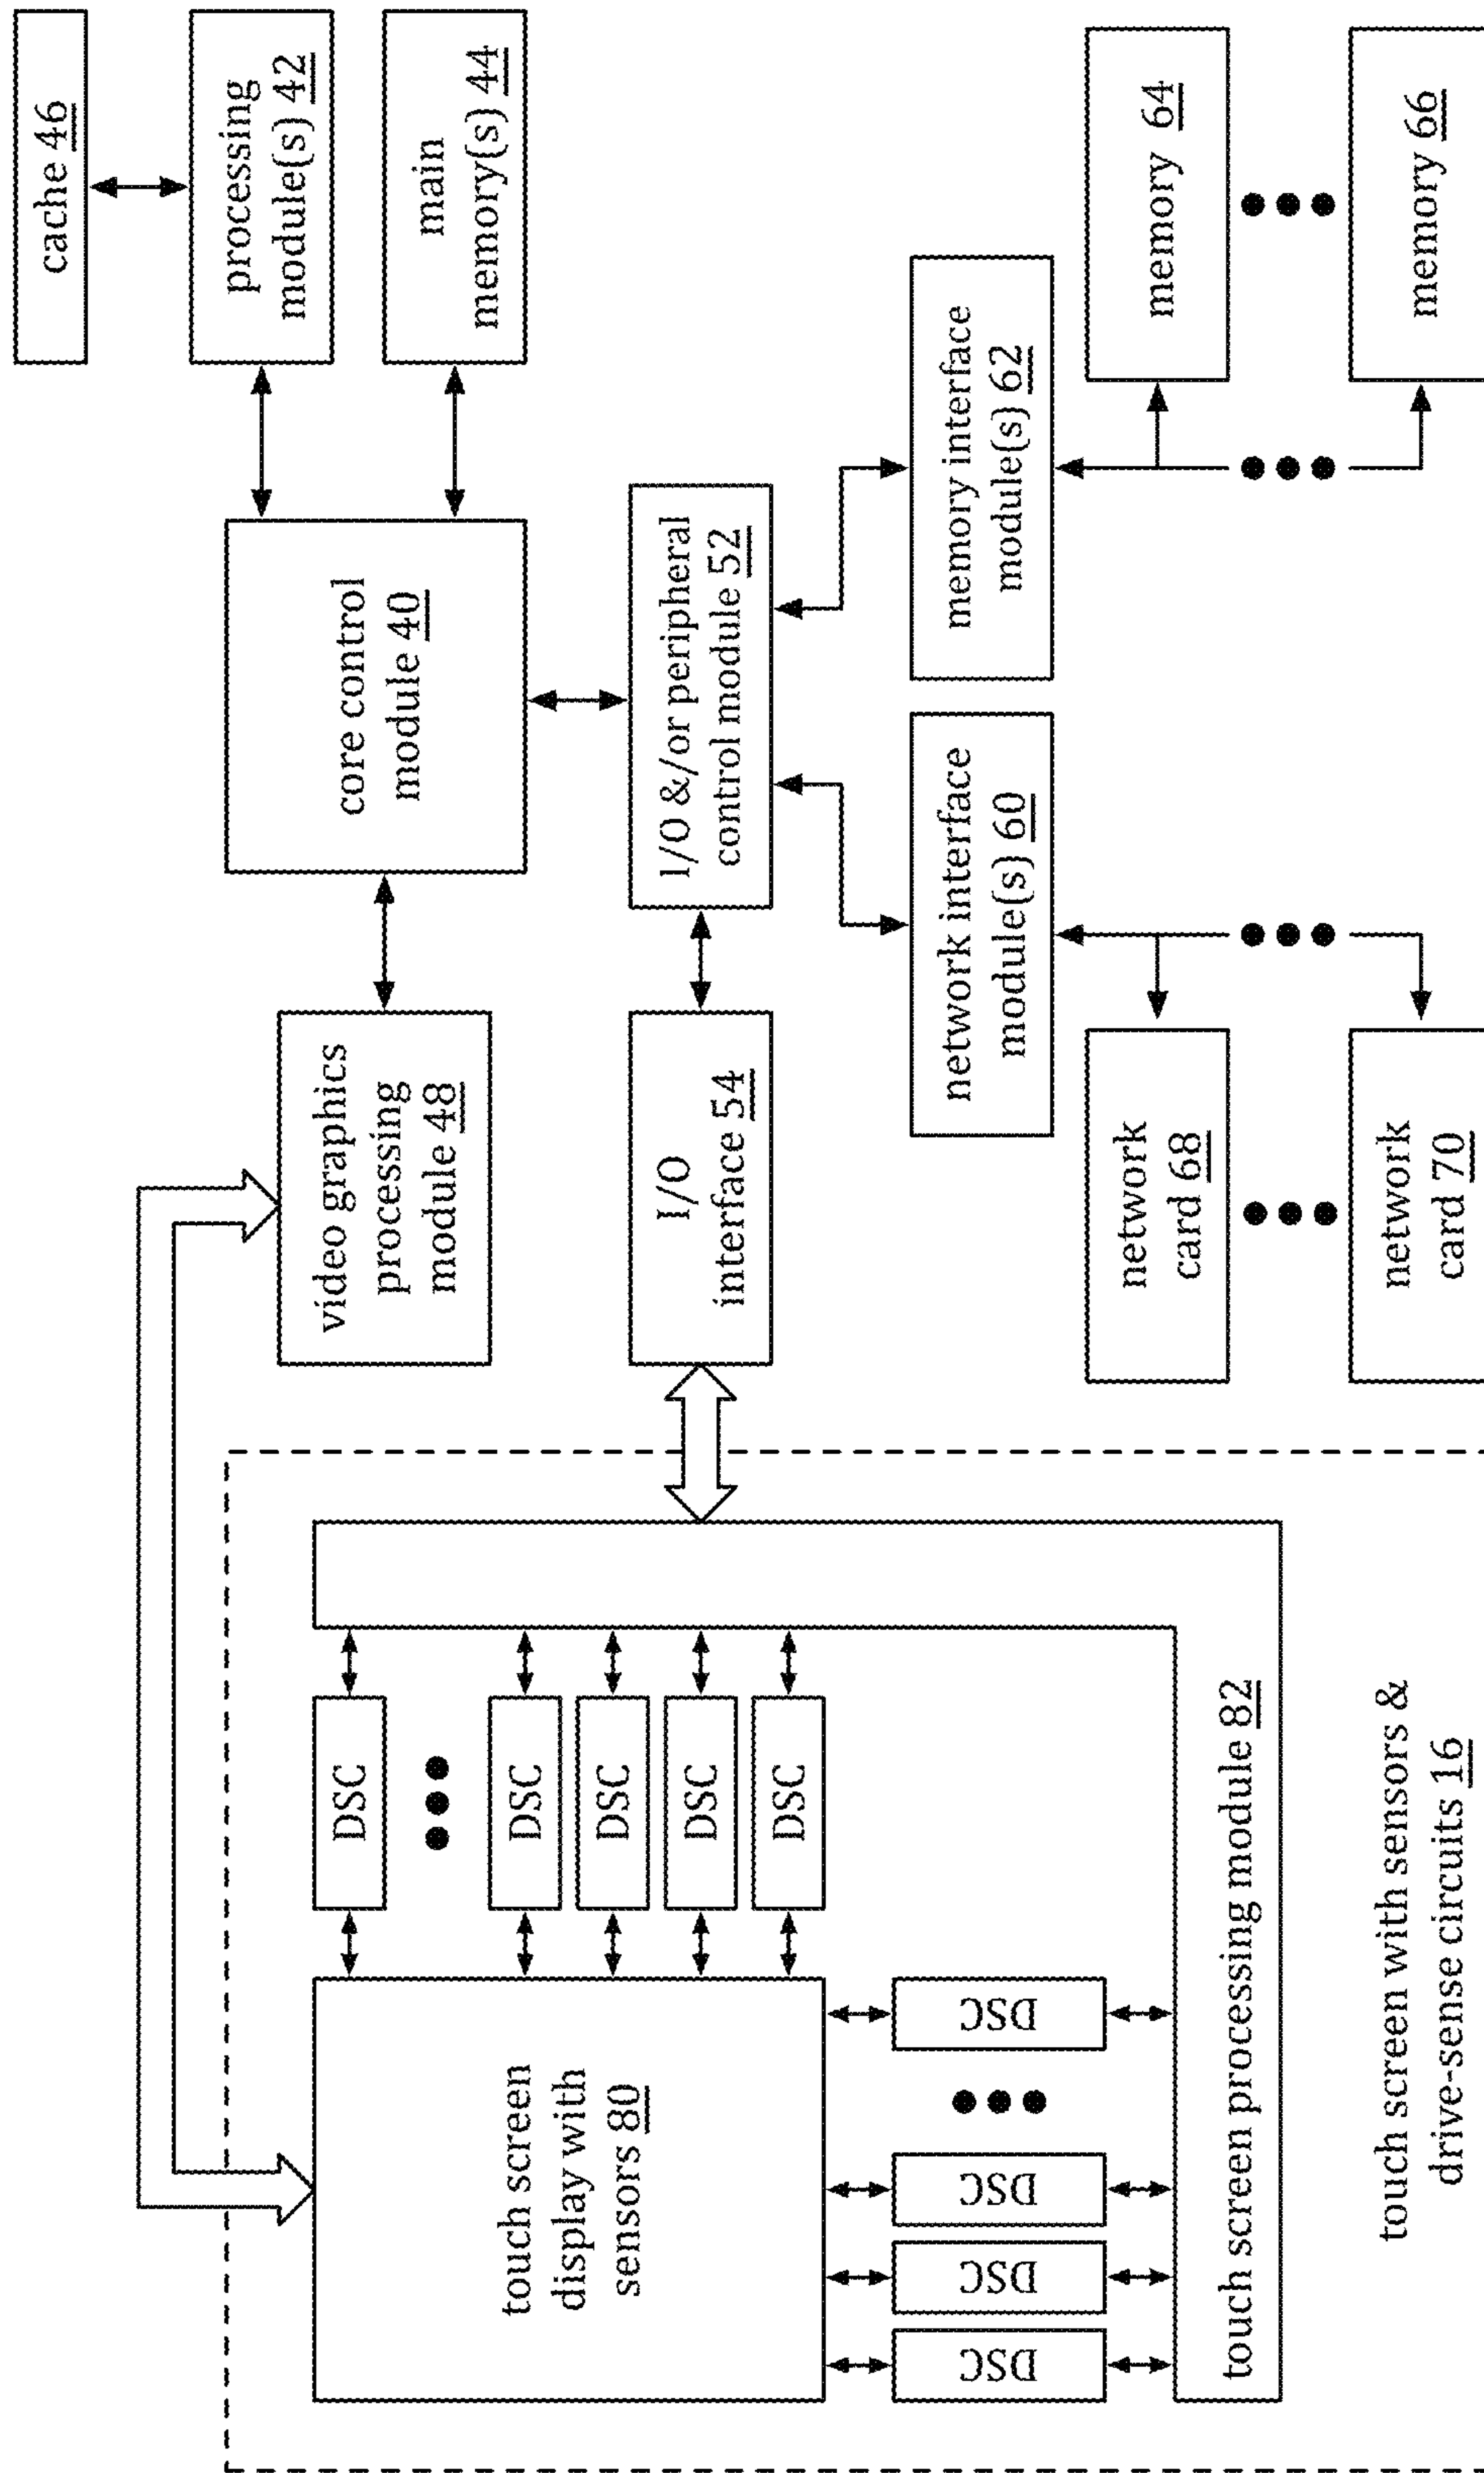 cache 46
processing
module(s) 42
main
memory(s) 44
core control
module 40
video graphics
processing
module 48
I/O &/or peripheral
control module 52
I/O
interface 54
memory interface
module(s) 62
network interface
module(s) 60
memory 64
memory 66
network
card 68
network
card 70
touch screen
display with
sensors 80
DSC
DSC
DSC
DSC
DSC
DSC
DSC
DSC
DSC
touch screen processing module 82
touch screen with sensors &
drive-sense circuits 16